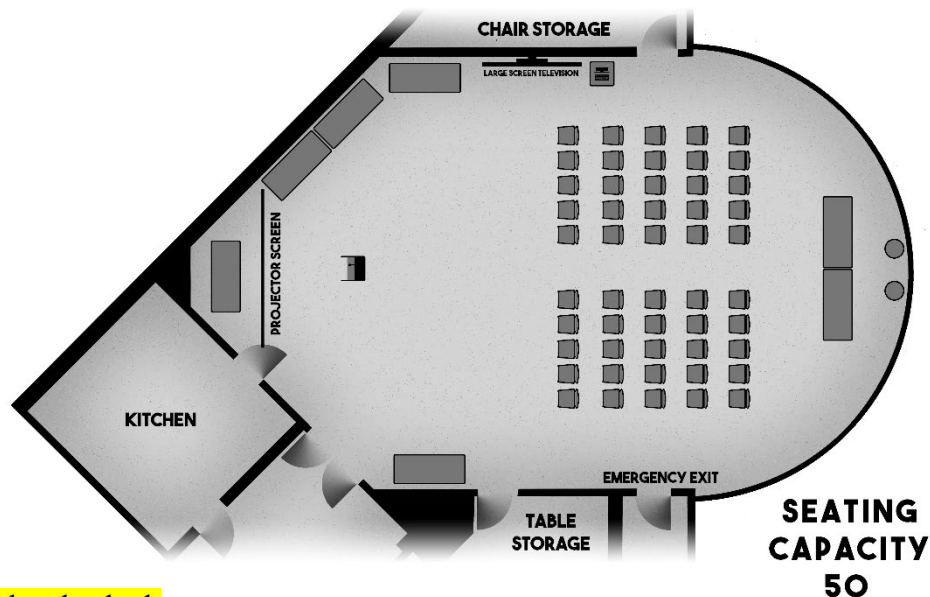 CHAIR STORAGE
LARGE SCREEN TELEVISION
PROJECTOR SCREEN
KITCHEN
EMERGENCY EXIT
TABLE
STORAGE
SEATING
CAPACITY
50